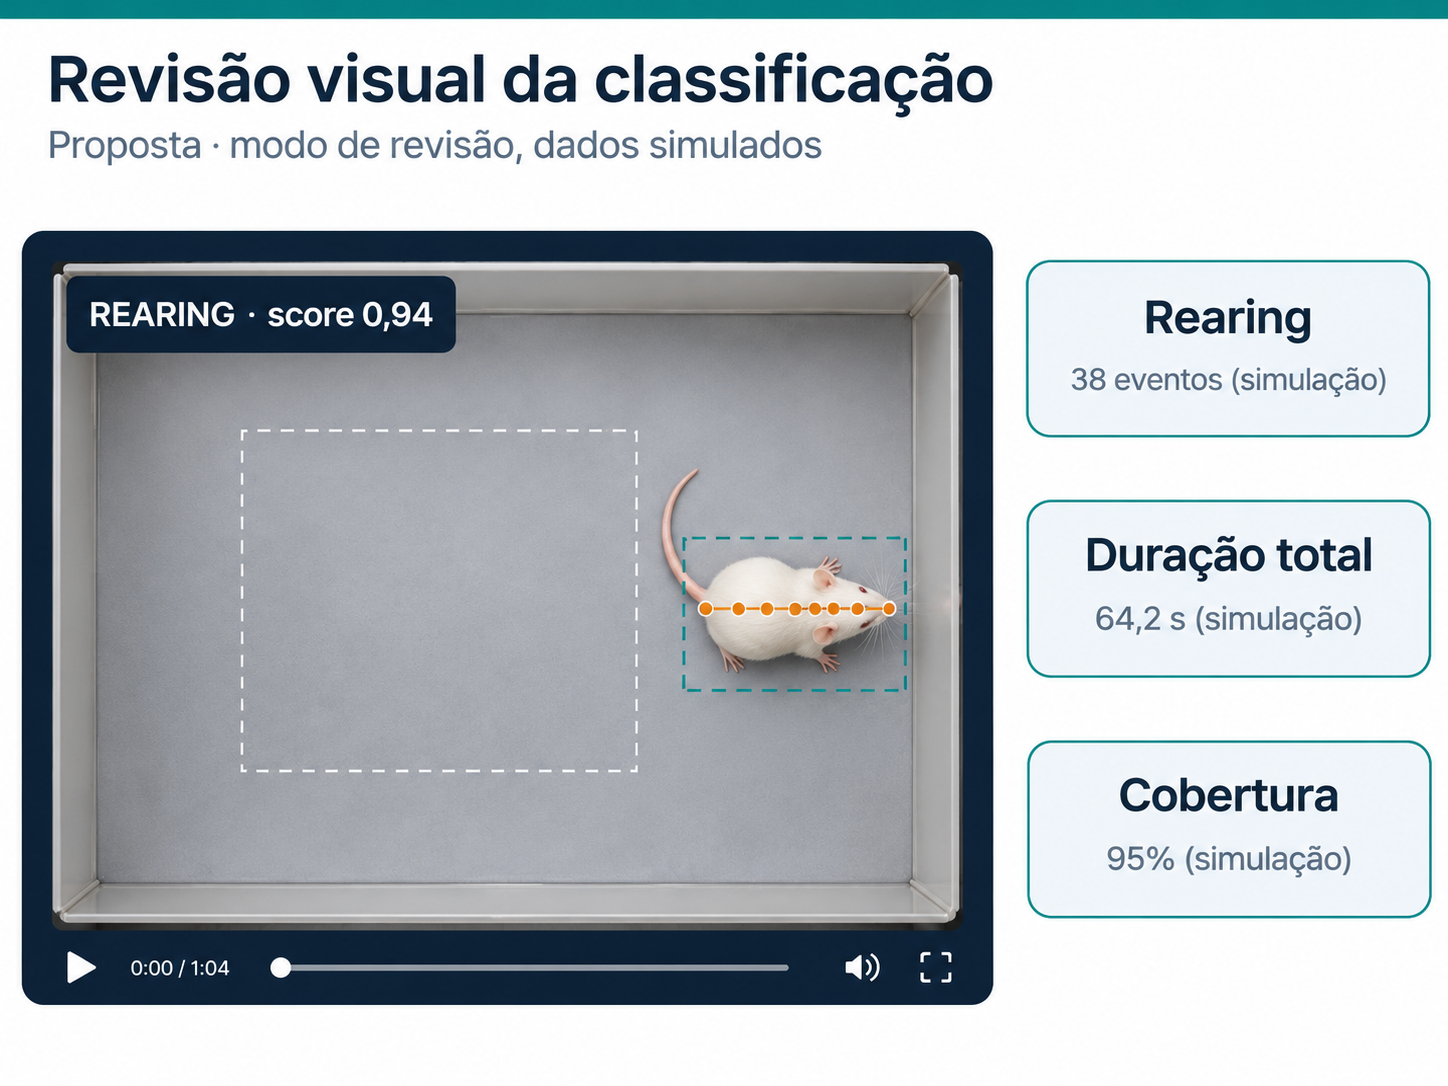 Revisão visual da classificação
Proposta · modo de revisão, dados simulados
REARING · score 0,94
0:00 / 1:04
Rearing
38 eventos (simulação)
Duração total
64,2 s (simulação)
Cobertura
95% (simulação)